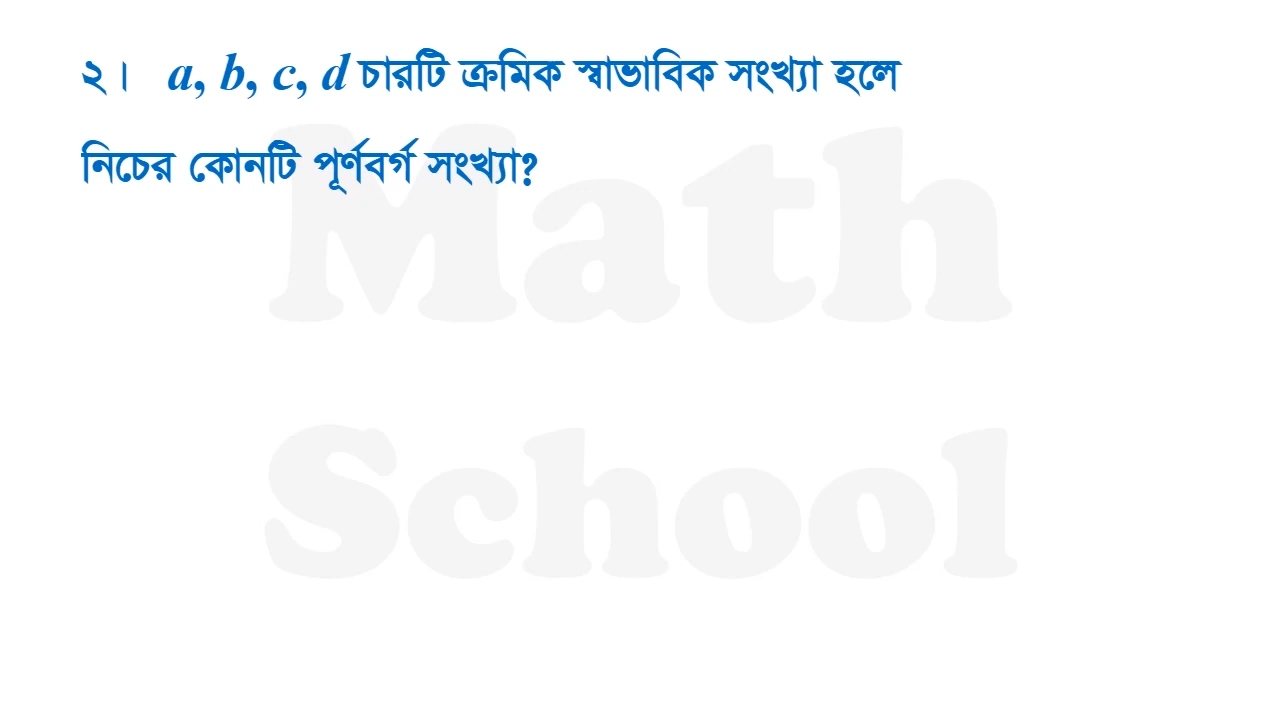 ২। a, b, c, d চারটি ক্রমিক স্বাভাবিক সংখ্যা হলে
নিচের কোনটি পূর্ণবর্গ সংখ্যা?
Math
School